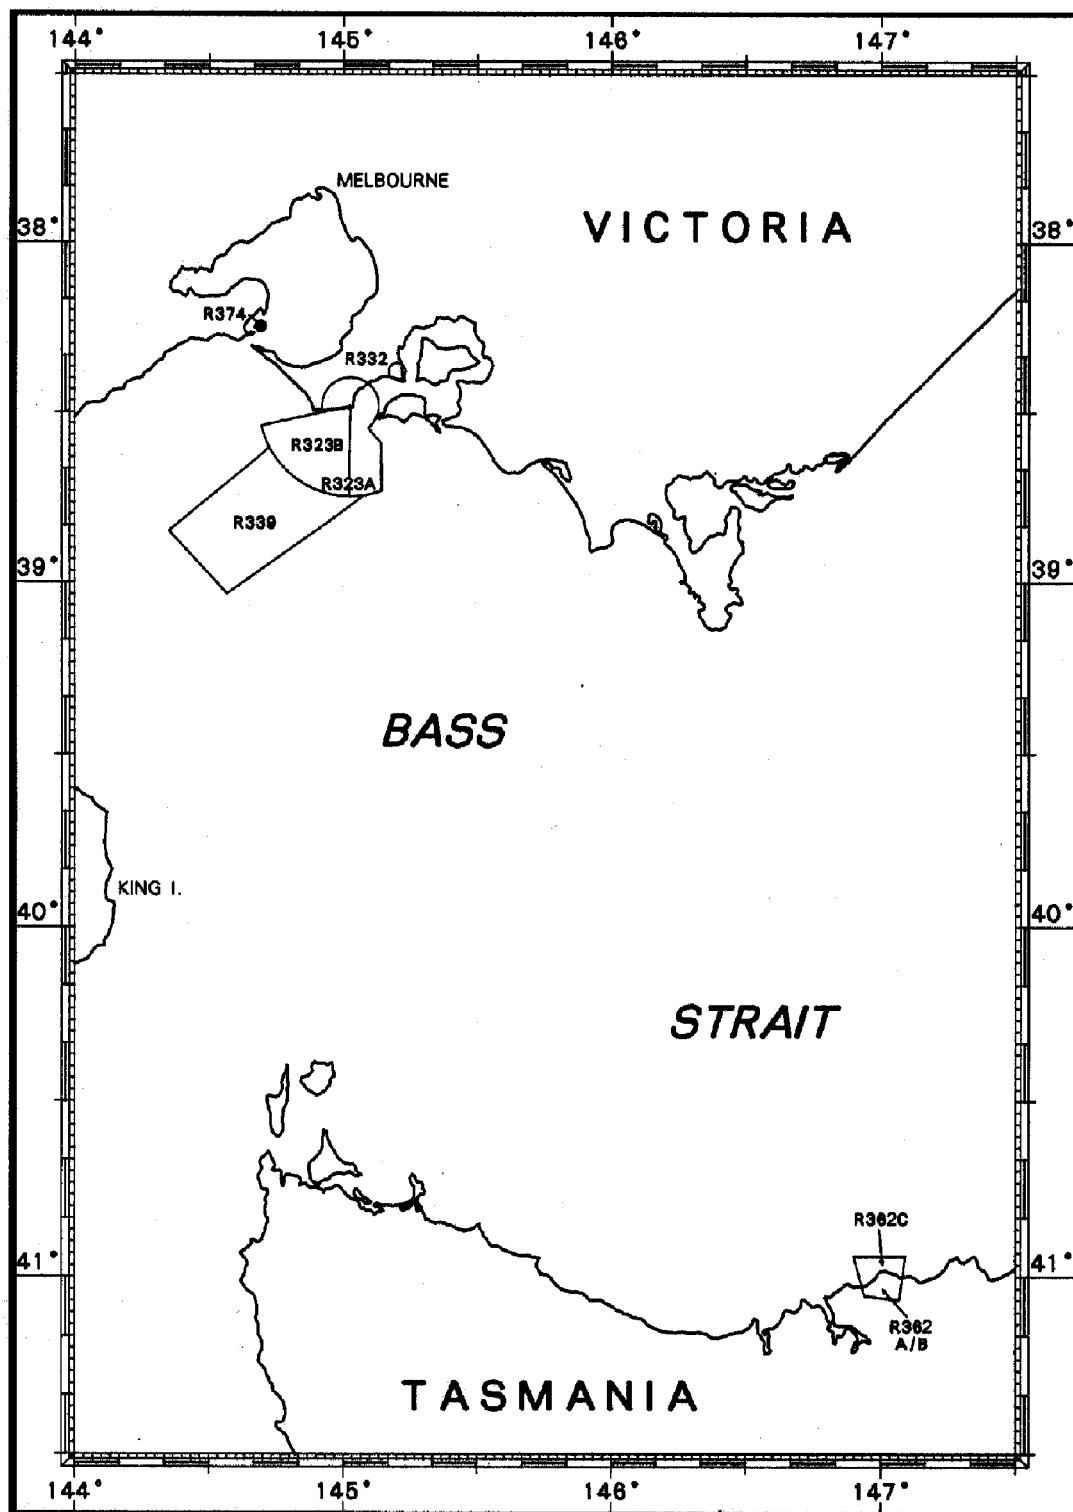 144° 145° 146° 147°
MELBOURNE
VICTORIA
38° 38°
R374
R332
R323B
R323A
R339
39° 39°
BASS
KING I.
40° 40°
STRAIT
R362C
41° 41°
R362
A/B
TASMANIA
144° 145° 146° 147°